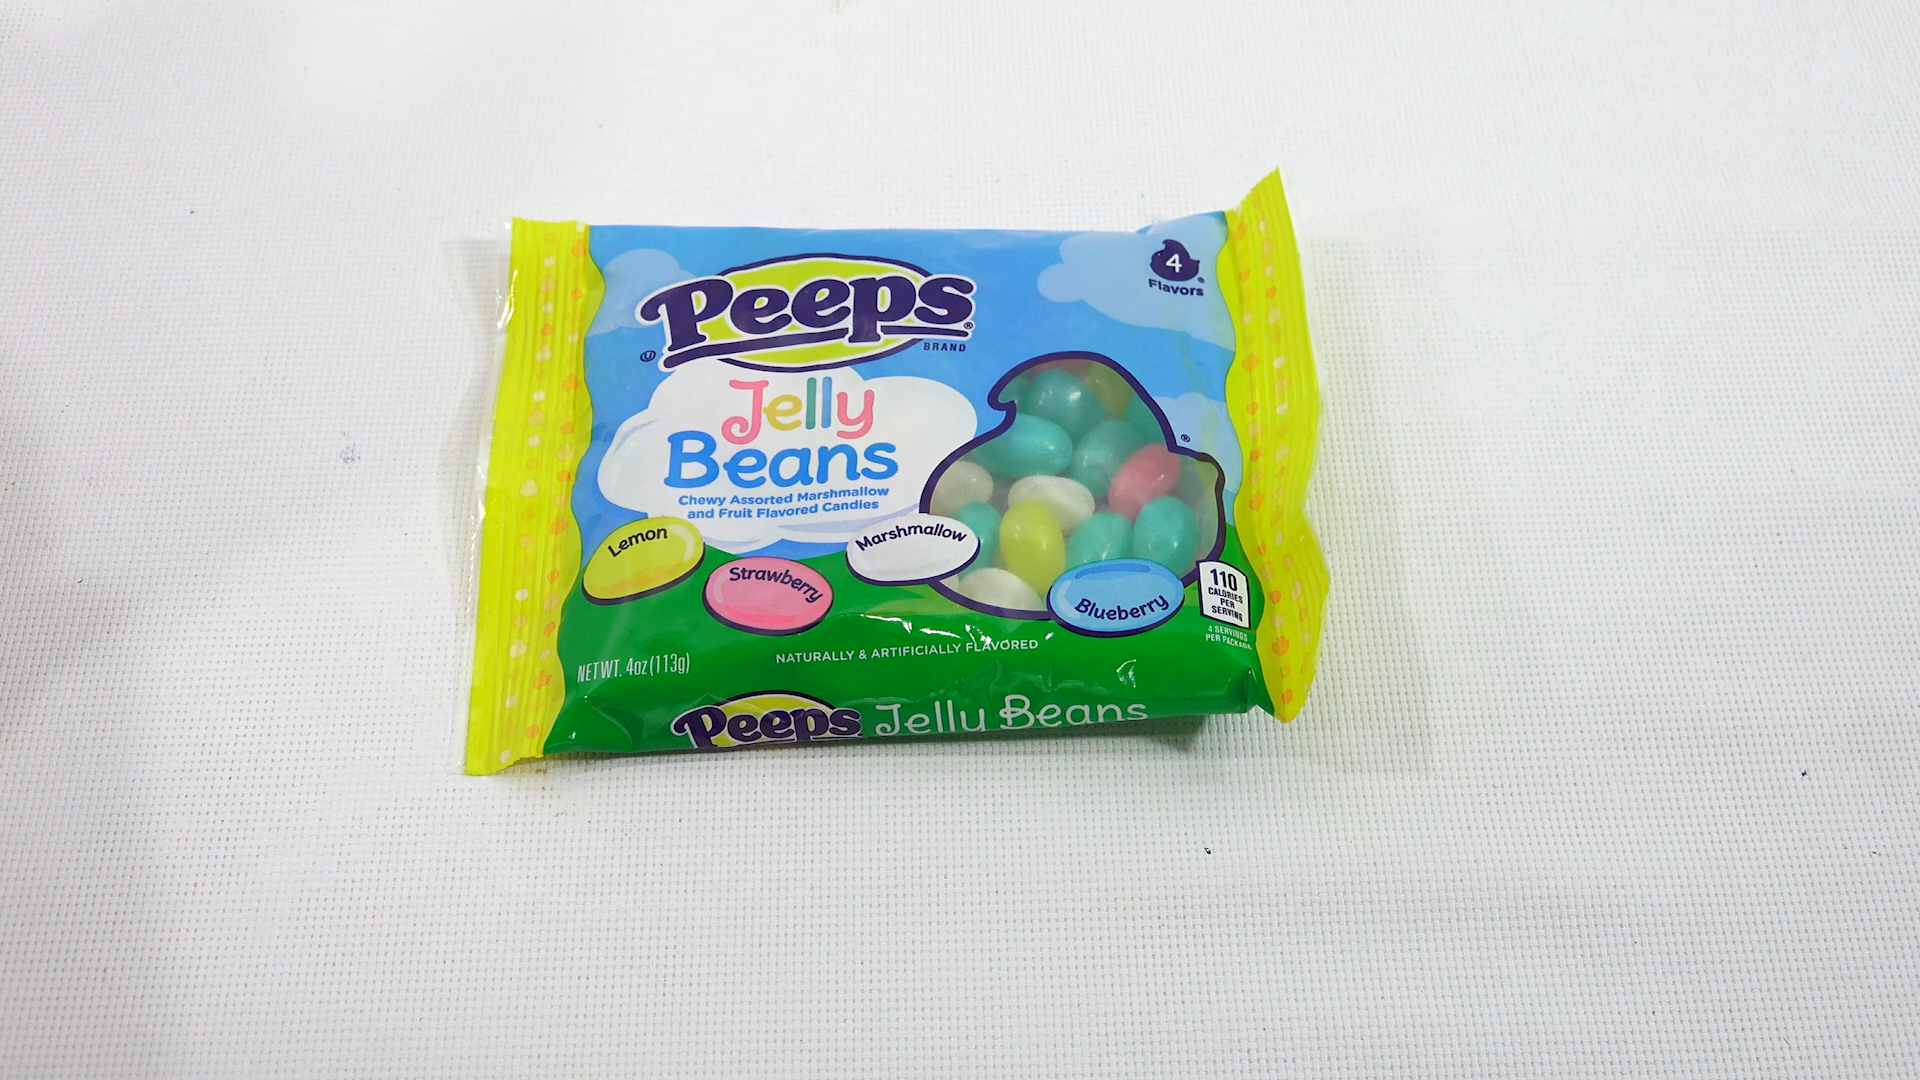 4
Flavors
Peeps®
U
BRAND
Jelly
Beans
Chewy Assorted Marshmallow
and Fruit Flavored Candies
®
Lemon
Strawberry
Marshmallow
Blueberry
110
CALORIES
PER
SERVING
4 SERVINGS
PER PACKAGE
NET WT. 4oz (113g)
NATURALLY & ARTIFICIALLY FLAVORED
Peeps Jelly Beans